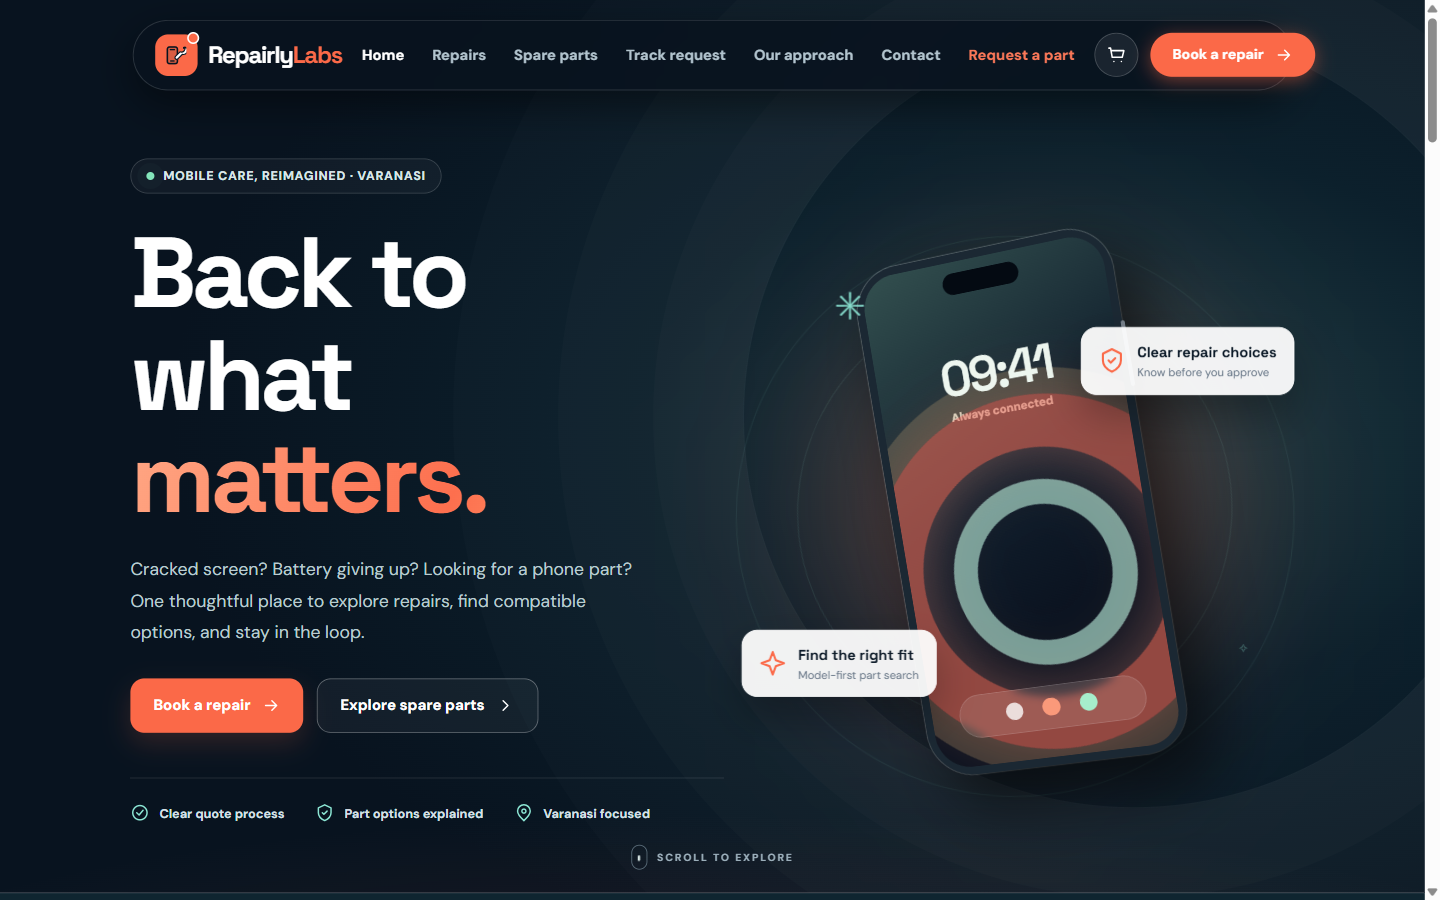 RepairlyLabs Home Repairs Spare parts Track request Our approach Contact Request a part Book a repair
MOBILE CARE, REIMAGINED · VARANASI
Back to
what
matters.
Cracked screen? Battery giving up? Looking for a phone part?
One thoughtful place to explore repairs, find compatible
options, and stay in the loop.
Book a repair
Explore spare parts
Clear quote process
Part options explained
Varanasi focused
09:41
Always connected
Clear repair choices
Know before you approve
Find the right fit
Model-first part search
SCROLL TO EXPLORE